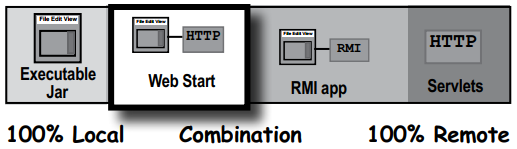 File Edit View
Executable
Jar
File Edit View
HTTP
Web Start
File Edit View
RMI
RMI app
HTTP
Servlets
100% Local
Combination
100% Remote